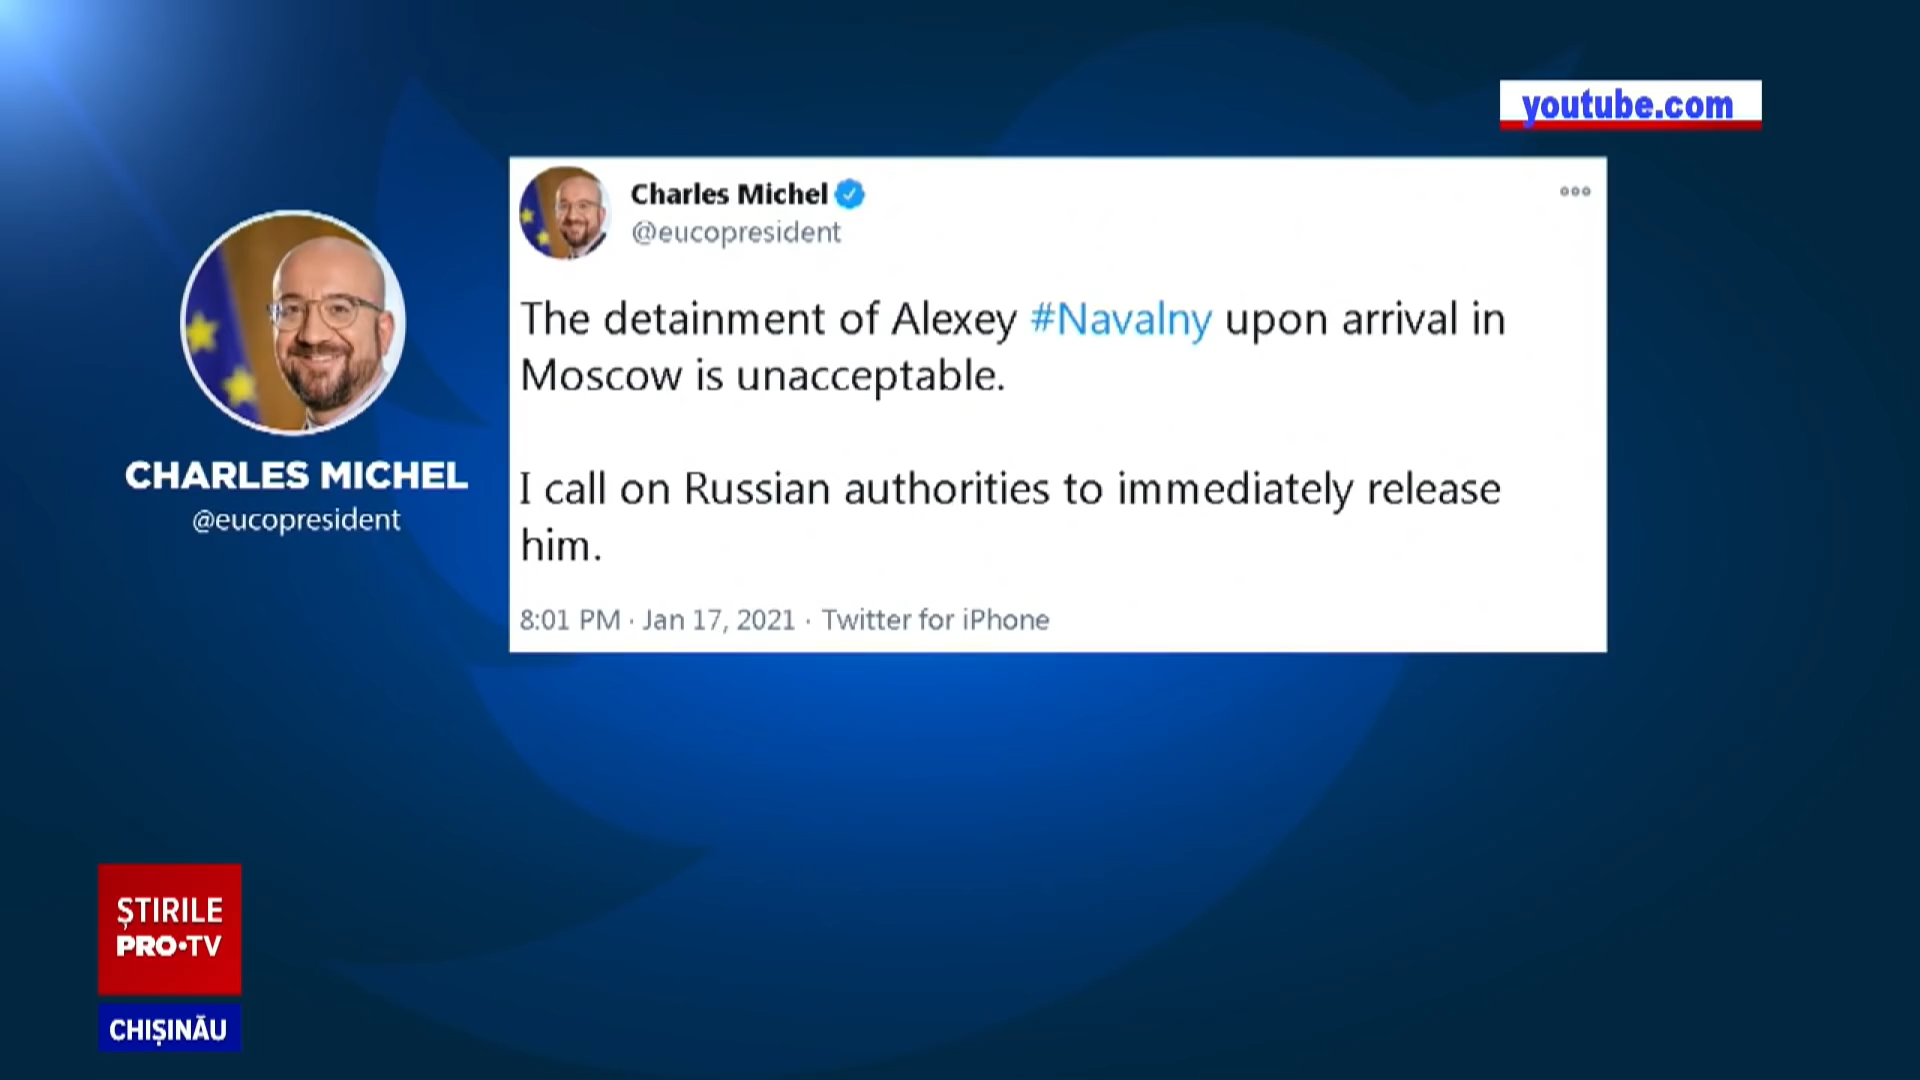 youtube.com
Charles Michel
@eucopresident
The detainment of Alexey #Navalny upon arrival in
Moscow is unacceptable.
I call on Russian authorities to immediately release
him.
8:01 PM · Jan 17, 2021 · Twitter for iPhone
CHARLES MICHEL
@eucopresident
ȘTIRILE
PRO•TV
CHIȘINĂU